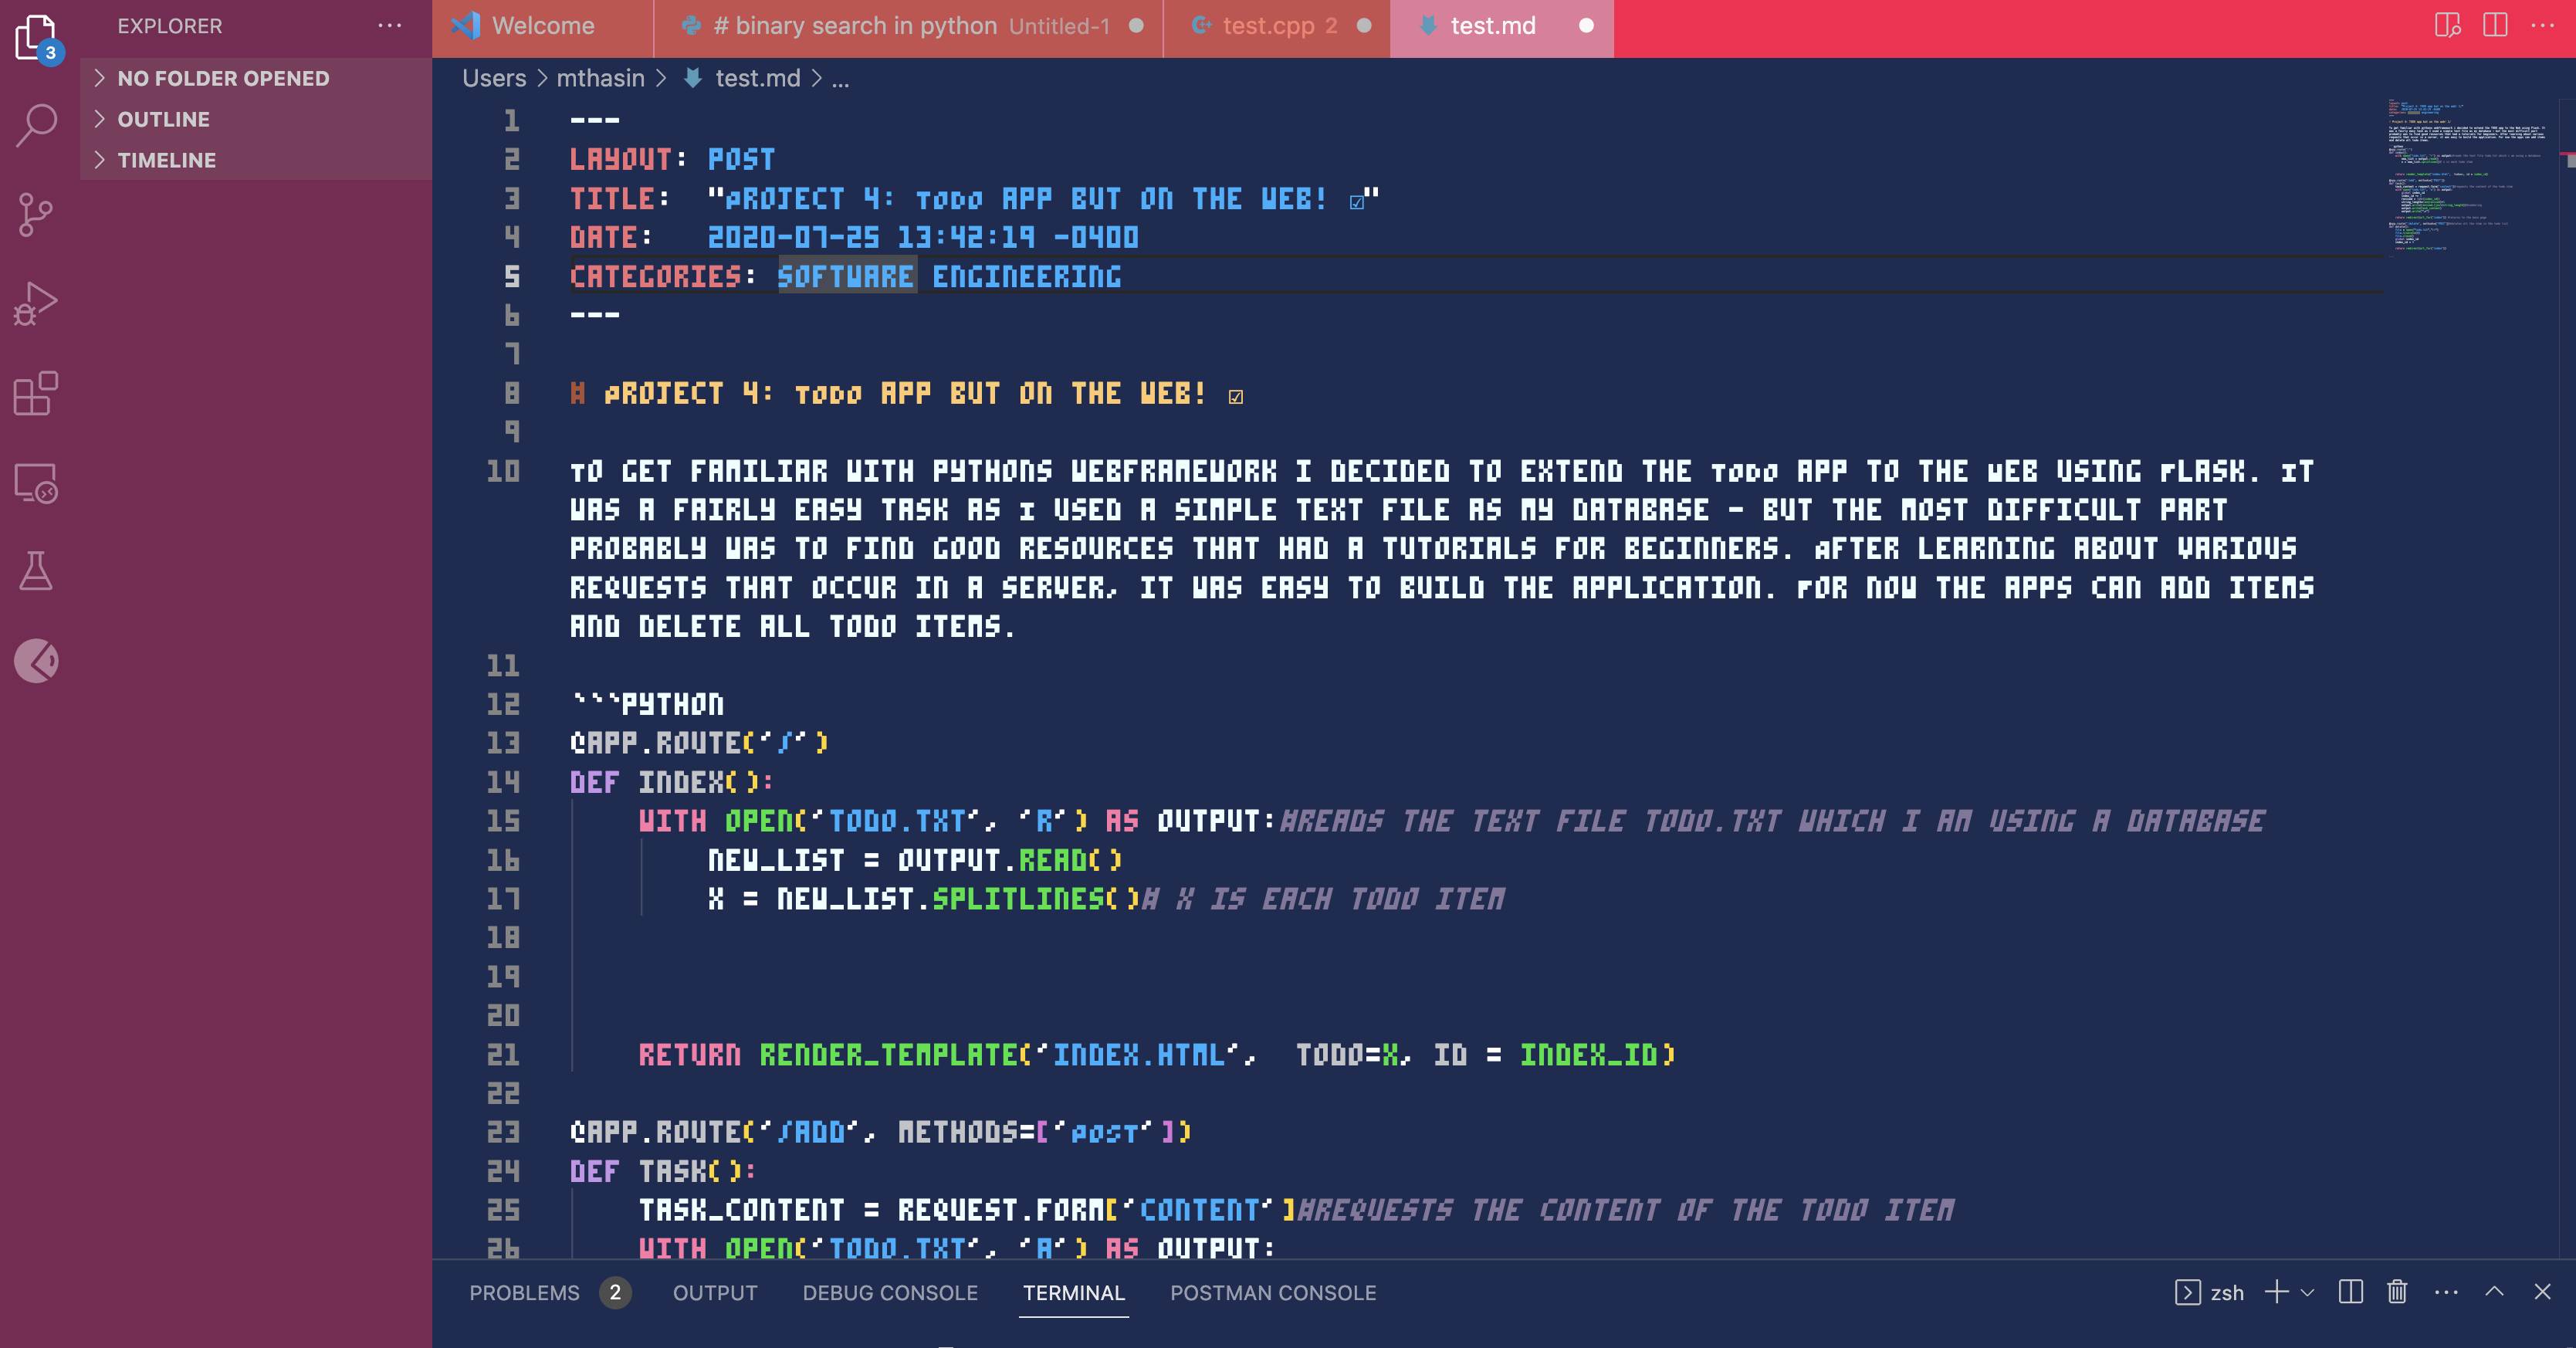 EXPLORER
3
NO FOLDER OPENED
OUTLINE
TIMELINE
Welcome
# binary search in python Untitled-1
test.cpp 2
test.md
Users > mthasin > test.md > ...
1 ---
2 LAYOUT: POST
3 TITLE:  "PROJECT 4: TODO APP BUT ON THE WEB! ☑"
4 DATE:   2020-07-25 13:42:19 -0400
5 CATEGORIES: SOFTWARE ENGINEERING
6 ---
7
8 # PROJECT 4: TODO APP BUT ON THE WEB! ☑
9
10 TO GET FAMILIAR WITH PYTHONS WEBFRAMEWORK I DECIDED TO EXTEND THE TODO APP TO THE WEB USING FLASK. IT
WAS A FAIRLY EASY TASK AS I USED A SIMPLE TEXT FILE AS MY DATABASE - BUT THE MOST DIFFICULT PART
PROBABLY WAS TO FIND GOOD RESOURCES THAT HAD A TUTORIALS FOR BEGINNERS. AFTER LEARNING ABOUT VARIOUS
REQUESTS THAT OCCUR IN A SERVER, IT WAS EASY TO BUILD THE APPLICATION. FOR NOW THE APPS CAN ADD ITEMS
AND DELETE ALL TODO ITEMS.
11
12 ```PYTHON
13 @APP.ROUTE('/')
14 DEF INDEX():
15     WITH OPEN('TODO.TXT', 'R') AS OUTPUT:#READS THE TEXT FILE TODO.TXT WHICH I AM USING A DATABASE
16         NEW_LIST = OUTPUT.READ()
17         X = NEW_LIST.SPLITLINES()# X IS EACH TODO ITEM
18
19
20
21     RETURN RENDER_TEMPLATE('INDEX.HTML',  TODO=X, ID = INDEX_ID)
22
23 @APP.ROUTE('/ADD', METHODS=['POST'])
24 DEF TASK():
25     TASK_CONTENT = REQUEST.FORM['CONTENT']#REQUESTS THE CONTENT OF THE TODO ITEM
26     WITH OPEN('TODO.TXT', 'A') AS OUTPUT:
PROBLEMS 2 OUTPUT DEBUG CONSOLE TERMINAL POSTMAN CONSOLE
zsh